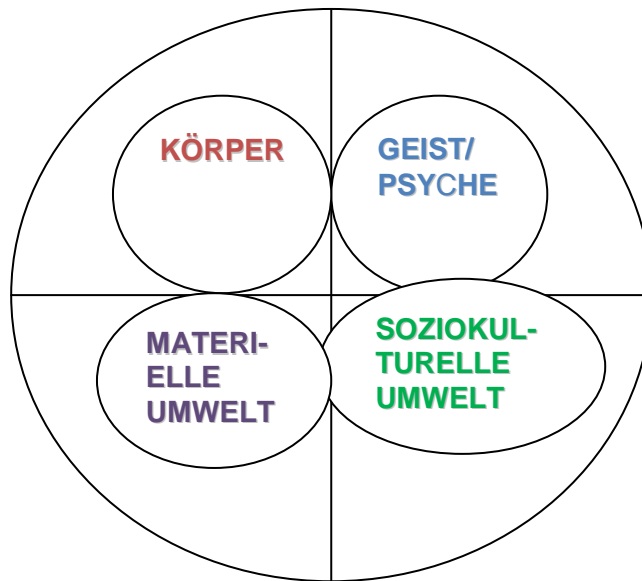 KÖRPER
GEIST/
PSYCHE
MATERI-
ELLE
UMWELT
SOZIOKUL-
TURELLE
UMWELT